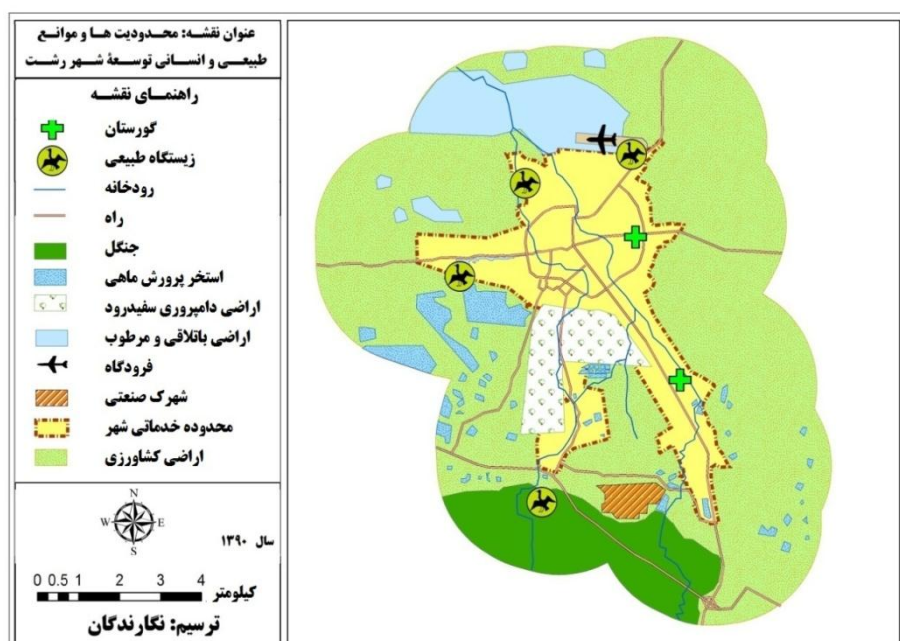 عنوان نقشه: محدودیت ها و موانع
طبیعی و انسانی توسعۀ شهر رشت
راهنمای نقشه
گورستان
زیستگاه طبیعی
رودخانه
راه
جنگل
استخر پرورش ماهی
اراضی دامپروری سفیدرود
اراضی باتلاقی و مرطوب
فرودگاه
شهرک صنعتی
محدوده خدماتی شهر
اراضی کشاورزی
N
W E
S
سال ۱۳۹۰
0 0.5 1 2 3 4
کیلومتر
ترسیم: نگارندگان